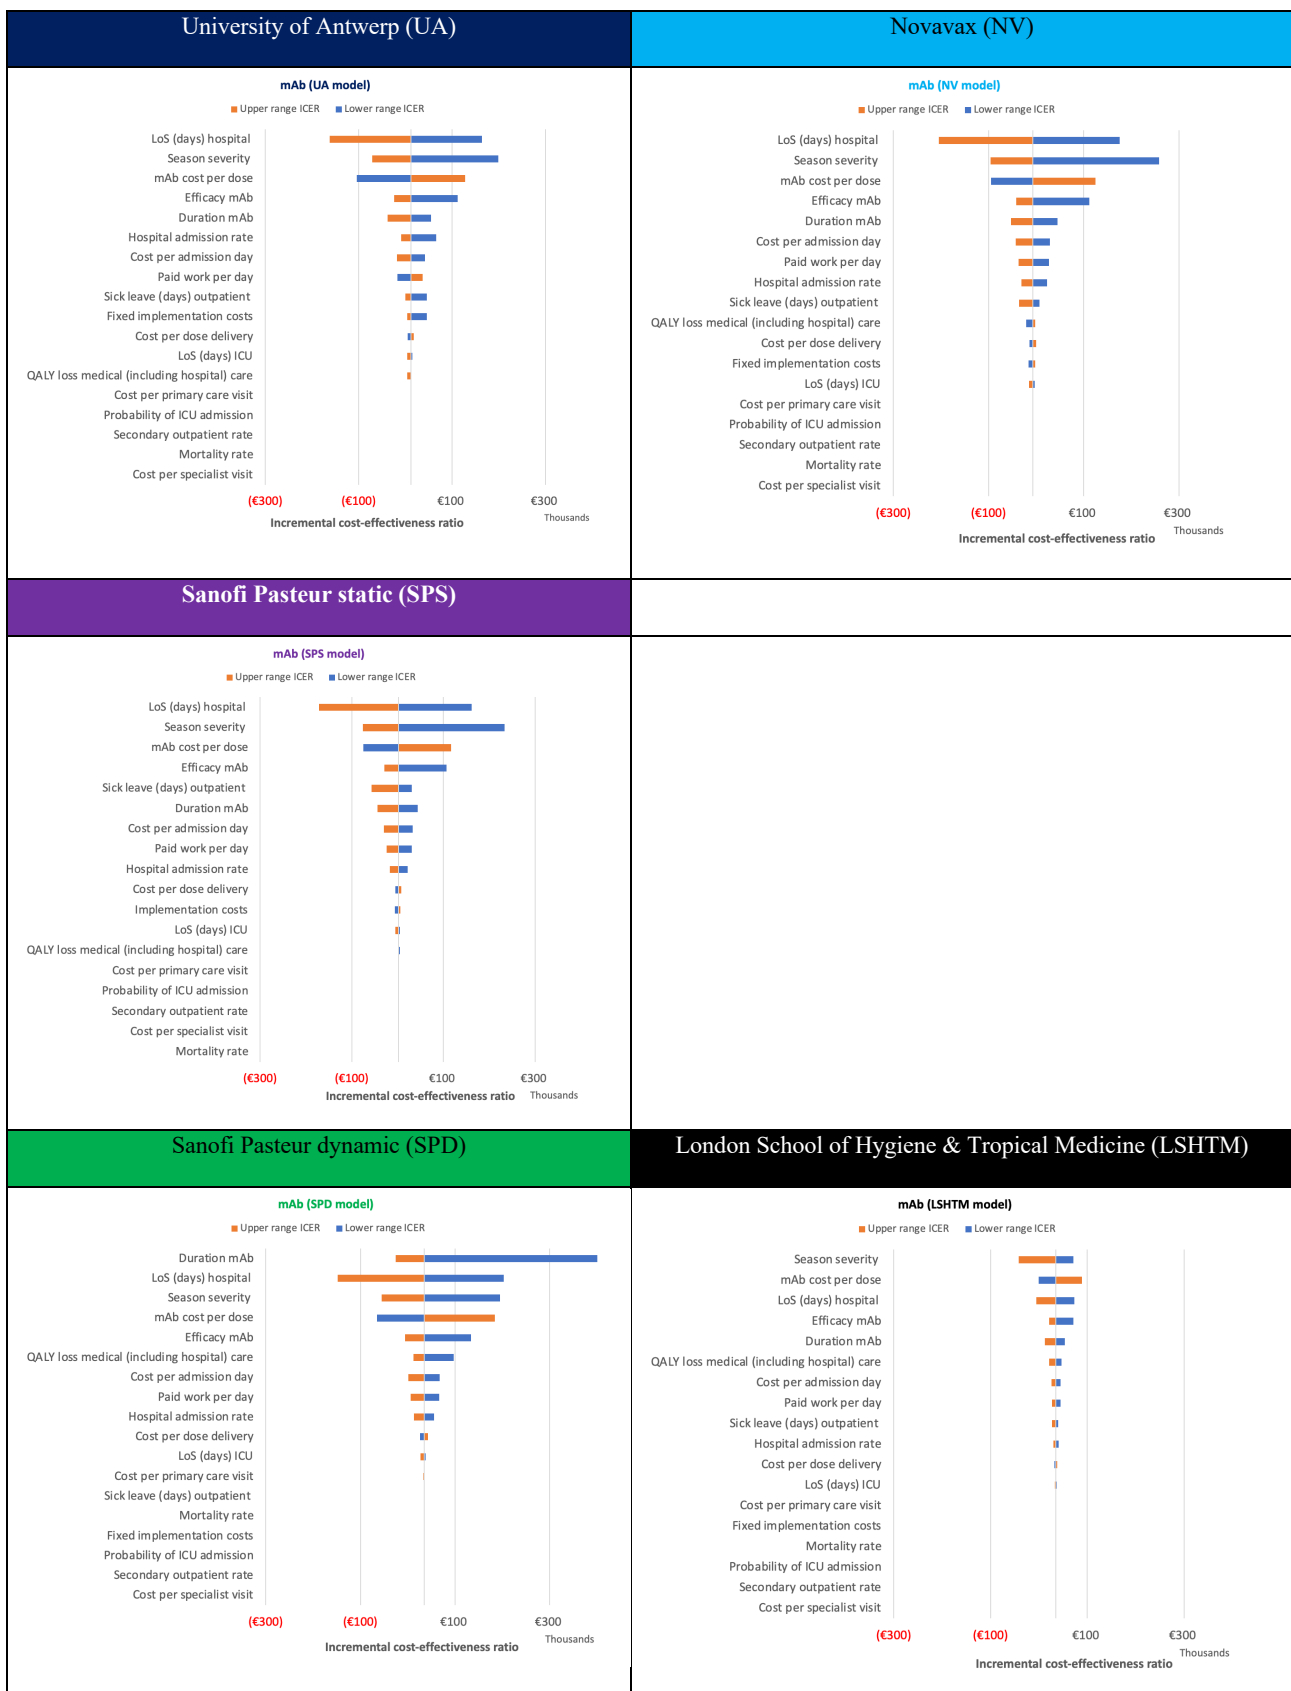 University of Antwerp (UA)
Novavax (NV)
mAb (UA model)
Upper range ICER Lower range ICER
LoS (days) hospital
Season severity
mAb cost per dose
Efficacy mAb
Duration mAb
Hospital admission rate
Cost per admission day
Paid work per day
Sick leave (days) outpatient
Fixed implementation costs
Cost per dose delivery
LoS (days) ICU
QALY loss medical (including hospital) care
Cost per primary care visit
Probability of ICU admission
Secondary outpatient rate
Mortality rate
Cost per specialist visit
(€300) (€100) €100 €300
Thousands
Incremental cost-effectiveness ratio
mAb (NV model)
Upper range ICER Lower range ICER
LoS (days) hospital
Season severity
mAb cost per dose
Efficacy mAb
Duration mAb
Cost per admission day
Paid work per day
Hospital admission rate
Sick leave (days) outpatient
QALY loss medical (including hospital) care
Cost per dose delivery
Fixed implementation costs
LoS (days) ICU
Cost per primary care visit
Probability of ICU admission
Secondary outpatient rate
Mortality rate
Cost per specialist visit
(€300) (€100) €100 €300
Thousands
Incremental cost-effectiveness ratio
Sanofi Pasteur static (SPS)
mAb (SPS model)
Upper range ICER Lower range ICER
LoS (days) hospital
Season severity
mAb cost per dose
Efficacy mAb
Sick leave (days) outpatient
Duration mAb
Cost per admission day
Paid work per day
Hospital admission rate
Cost per dose delivery
Implementation costs
LoS (days) ICU
QALY loss medical (including hospital) care
Cost per primary care visit
Probability of ICU admission
Secondary outpatient rate
Cost per specialist visit
Mortality rate
(€300) (€100) €100 €300
Incremental cost-effectiveness ratio Thousands
Sanofi Pasteur dynamic (SPD)
London School of Hygiene & Tropical Medicine (LSHTM)
mAb (SPD model)
Upper range ICER Lower range ICER
Duration mAb
LoS (days) hospital
Season severity
mAb cost per dose
Efficacy mAb
QALY loss medical (including hospital) care
Cost per admission day
Paid work per day
Hospital admission rate
Cost per dose delivery
LoS (days) ICU
Cost per primary care visit
Sick leave (days) outpatient
Mortality rate
Fixed implementation costs
Probability of ICU admission
Secondary outpatient rate
Cost per specialist visit
(€300) (€100) €100 €300
Thousands
Incremental cost-effectiveness ratio
mAb (LSHTM model)
Upper range ICER Lower range ICER
Season severity
mAb cost per dose
LoS (days) hospital
Efficacy mAb
Duration mAb
QALY loss medical (including hospital) care
Cost per admission day
Paid work per day
Sick leave (days) outpatient
Hospital admission rate
Cost per dose delivery
LoS (days) ICU
Cost per primary care visit
Fixed implementation costs
Mortality rate
Probability of ICU admission
Secondary outpatient rate
Cost per specialist visit
(€300) (€100) €100 €300
Thousands
Incremental cost-effectiveness ratio